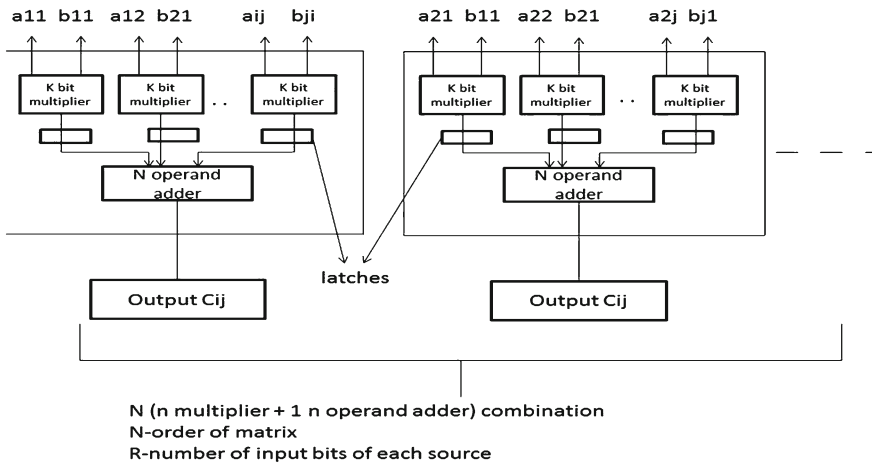 a11 b11 a12 b21 aij bji a21 b11 a22 b21 a2j bj1
K bit multiplier
K bit multiplier
. .
K bit multiplier
K bit multiplier
K bit multiplier
. .
K bit multiplier
N operand adder
N operand adder
latches
Output Cij
Output Cij
N (n multiplier + 1 n operand adder) combination
N-order of matrix
R-number of input bits of each source